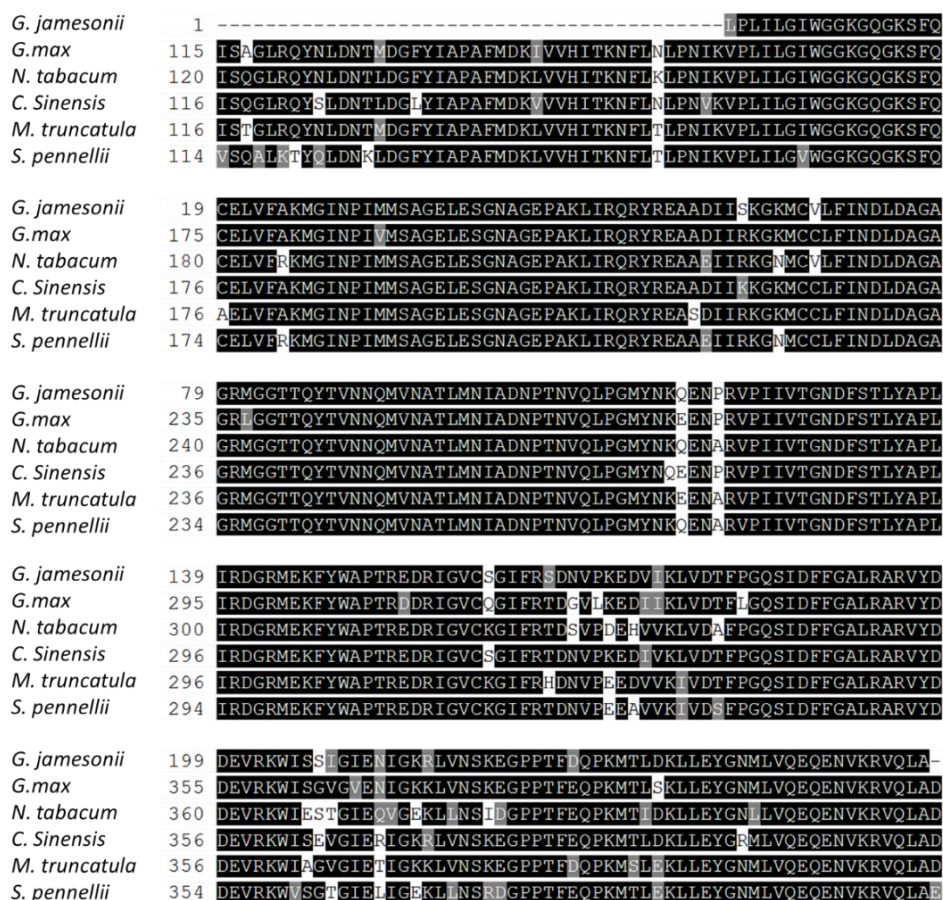 G. jamesonii 1 ------------------------------------------LPLILGIWGGKGQGKSFQ
G.max 115 ISAGLRQYNLDNTMDGFYIAPAFMDKIVVHITKNFLNLPNIKVPLILGIWGGKGQGKSFQ
N. tabacum 120 ISQGLRQYNLDNTLDGFYIAPAFMDKLVVHITKNFLKLPNIKVPLILGIWGGKGQGKSFQ
C. Sinensis 116 ISQGLRQYSLDNTLDGLYIAPAFMDKVVVHITKNFLNLPNVKVPLILGIWGGKGQGKSFQ
M. truncatula 116 ISTGLRQYNLDNTMDGFYIAPAFMDKLVVHITKNFLTLPNIKVPLILGIWGGKGQGKSFQ
S. pennellii 114 VSQALKTYQLDNKLDGFYIAPAFMDKLVVHITKNFLTLPNIKVPLILGVWGGKGQGKSFQ
G. jamesonii 19 CELVFAKMGINPIMMSAGELESGNAGEPAKLIRQRYREAADIISKGKMCVLFINDLDAGA
G.max 175 CELVFAKMGINPIVMSAGELESGNAGEPAKLIRQRYREAADIIRKGKMCCLFINDLDAGA
N. tabacum 180 CELVFRKMGINPIMMSAGELESGNAGEPAKLIRQRYREAAEIIRKGNMCVLFINDLDAGA
C. Sinensis 176 CELVFAKMGINPIMMSAGELESGNAGEPAKLIRQRYREAADIIKKGKMCCLFINDLDAGA
M. truncatula 176 AELVFAKMGINPIMMSAGELESGNAGEPAKLIRQRYREASDIIRKGKMCCLFINDLDAGA
S. pennellii 174 CELVFRKMGINPIMMSAGELESGNAGEPAKLIRQRYREAAEIIRKGNMCCLFINDLDAGA
G. jamesonii 79 GRMGGTTQYTVNNQMVNATLMNIADNPTNVQLPGMYNKQENPRVPIIVTGNDFSTLYAPL
G.max 235 GRLGGTTQYTVNNQMVNATLMNIADNPTNVQLPGMYNKEENPRVPIIVTGNDFSTLYAPL
N. tabacum 240 GRMGGTTQYTVNNQMVNATLMNIADNPTNVQLPGMYNKQENARVPIIVTGNDFSTLYAPL
C. Sinensis 236 GRMGGTTQYTVNNQMVNATLMNIADNPTNVQLPGMYNQEENPRVPIIVTGNDFSTLYAPL
M. truncatula 236 GRMGGTTQYTVNNQMVNATLMNIADNPTNVQLPGMYNKEENARVPIIVTGNDFSTLYAPL
S. pennellii 234 GRMGGTTQYTVNNQMVNATLMNIADNPTNVQLPGMYNKQENARVPIIVTGNDFSTLYAPL
G. jamesonii 139 IRDGRMEKFYWAPTREDRIGVCSGIFRSDNVPKEDVIKLVDTFPGQSIDFFGALRARVYD
G.max 295 IRDGRMEKFYWAPTRDDRIGVCQGIFRTDGVLKEDIIKLVDTFLGQSIDFFGALRARVYD
N. tabacum 300 IRDGRMEKFYWAPTREDRIGVCKGIFRTDSVPDEHVVKLVDAFPGQSIDFFGALRARVYD
C. Sinensis 296 IRDGRMEKFYWAPTREDRIGVCSGIFRTDNVPKEDIVKLVDTFPGQSIDFFGALRARVYD
M. truncatula 296 IRDGRMEKFYWAPTREDRIGVCKGIFRHDNVPEEDVVKIVDTFPGQSIDFFGALRARVYD
S. pennellii 294 IRDGRMEKFYWAPTREDRIGVCKGIFRTDNVPEEAVVKIVDSFPGQSIDFFGALRARVYD
G. jamesonii 199 DEVRKWISSIGIENIGKRLVNSKEGPPTFDQPKMTLDKLLEYGNMLVQEQENVKRVQLA-
G.max 355 DEVRKWISGVGVENIGKKLVNSKEGPPTFEQPKMTLSKLLEYGNMLVQEQENVKRVQLAD
N. tabacum 360 DEVRKWIESTGIEQVGEKLLNSIDGPPTFEQPKMTIDKLLEYGNLLVQEQENVKRVQLAD
C. Sinensis 356 DEVRKWISEVGIERIGKRLVNSKEGPPTFEQPKMTLDKLLEYGRMLVQEQENVKRVQLAD
M. truncatula 356 DEVRKWIAGVGIETIGKKLVNSKEGPPTFDQPKMSLEKLLEYGNMLVQEQENVKRVQLAD
S. pennellii 354 DEVRKWVSGTGIELIGEKLLNSRDGPPTFEQPKMTLEKLLEYGNMLVQEQENVKRVQLAE